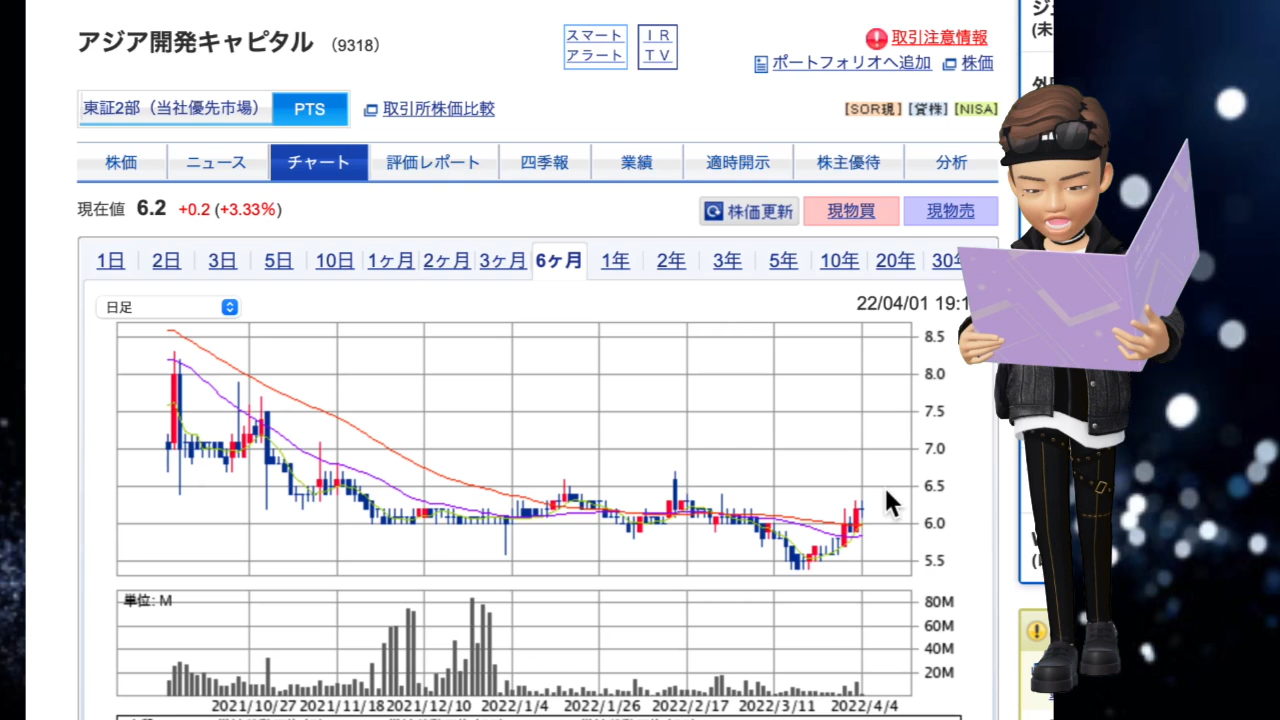 アジア開発キャピタル （9318）
スマート
アラート
I R
T V
取引注意情報
ポートフォリオへ追加 株価
東証2部（当社優先市場） PTS 取引所株価比較
[SOR現] [貸株] [NISA]
株価 ニュース チャート 評価レポート 四季報 業績 適時開示 株主優待 分析
現在値 6.2 +0.2 (+3.33%)
株価更新 現物買 現物売
1日 2日 3日 5日 10日 1ヶ月 2ヶ月 3ヶ月 6ヶ月 1年 2年 3年 5年 10年 20年
日足
22/04/01 19:1
8.5
8.0
7.5
7.0
6.5
6.0
5.5
単位: M
80M
60M
40M
20M
2021/10/27 2021/11/18 2021/12/10 2022/1/4 2022/1/26 2022/2/17 2022/3/11 2022/4/4